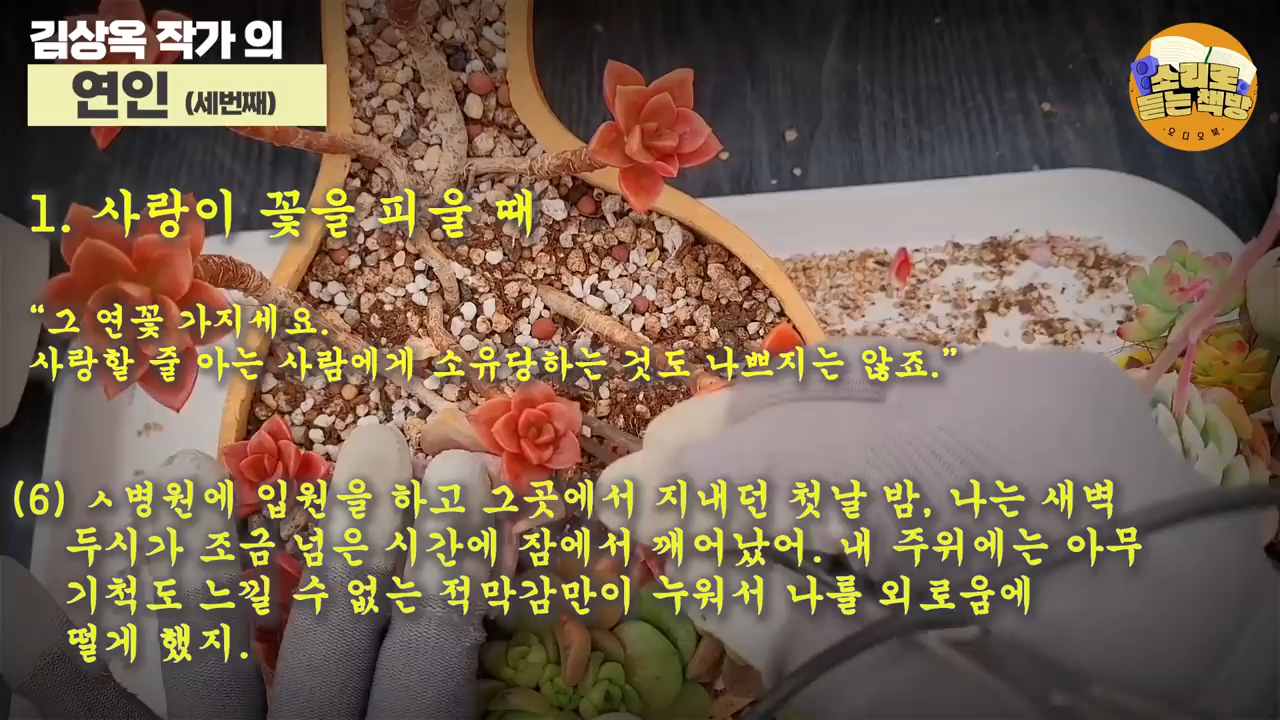 김상옥 작가 의
연인 (세번째)
소리로
듣는 책방
·오디오북·
1. 사랑이 꽃을 피울 때
“그 연꽃 가지세요.
사랑할 줄 아는 사람에게 소유당하는 것도 나쁘지는 않죠.”
(6) ㅅ병원에 입원을 하고 그곳에서 지내던 첫날 밤, 나는 새벽
두시가 조금 넘은 시간에 잠에서 깨어났어. 내 주위에는 아무
기척도 느낄 수 없는 적막감만이 누워서 나를 외로움에
떨게 했지.